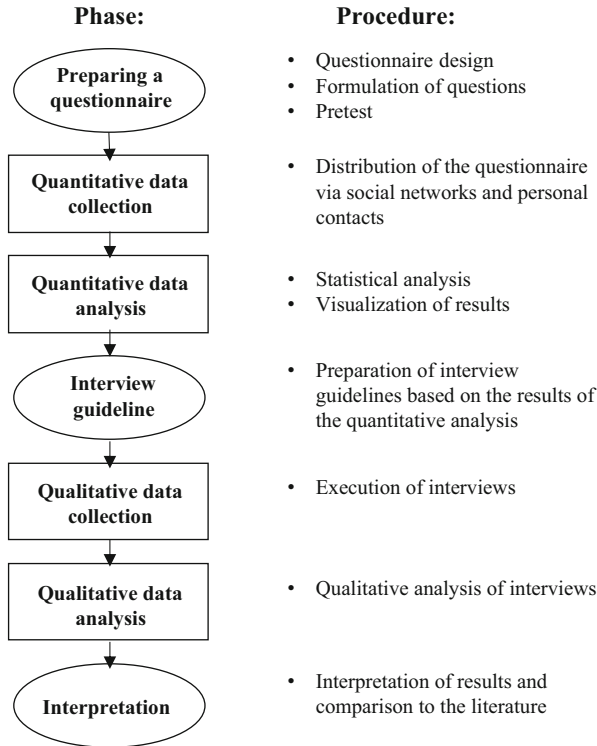 Phase:
Procedure:
Preparing a
questionnaire
• Questionnaire design
• Formulation of questions
• Pretest
Quantitative data
collection
• Distribution of the questionnaire
via social networks and personal
contacts
Quantitative data
analysis
• Statistical analysis
• Visualization of results
Interview
guideline
• Preparation of interview
guidelines based on the results of
the quantitative analysis
Qualitative data
collection
• Execution of interviews
Qualitative data
analysis
• Qualitative analysis of interviews
Interpretation
• Interpretation of results and
comparison to the literature